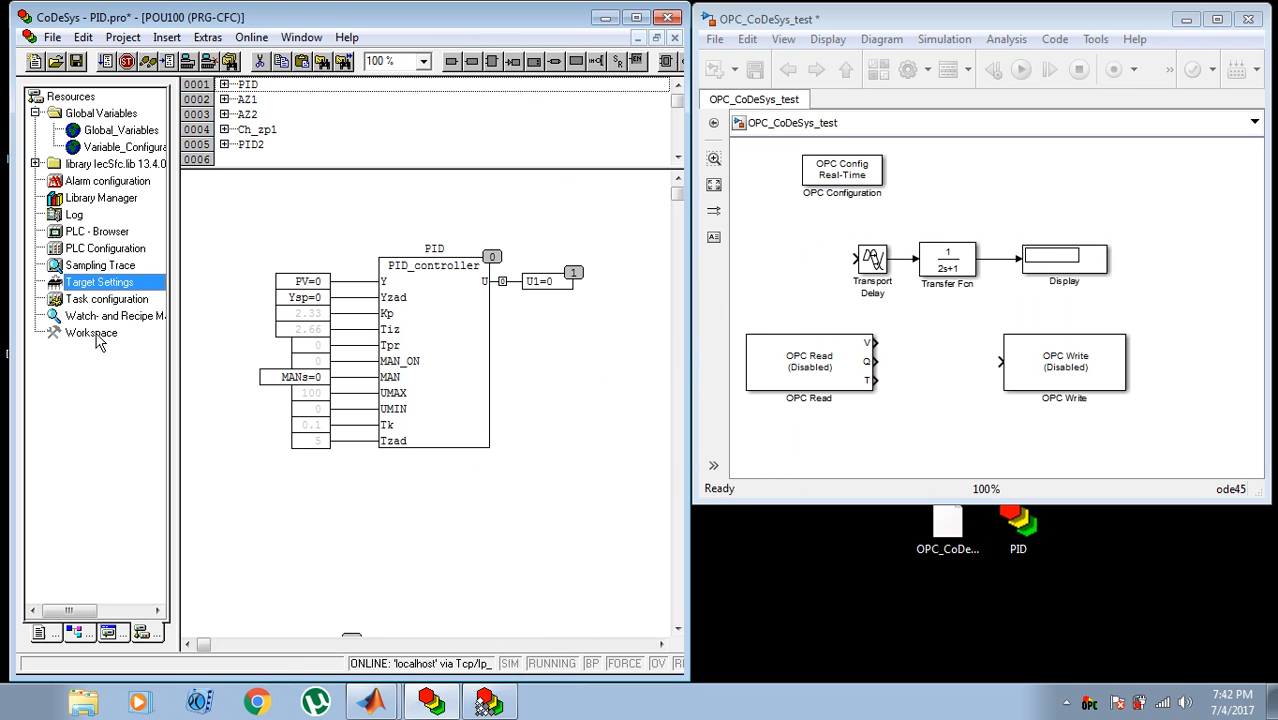 CoDeSys - PID.pro* - [POU100 (PRG-CFC)]
File Edit Project Insert Extras Online Window Help
100 %
Resources
Global Variables
Global_Variables
Variable_Configura
library Iecsfc.lib 13.4.0
Alarm configuration
Library Manager
Log
PLC - Browser
PLC Configuration
Sampling Trace
Target Settings
Task configuration
Watch- and Recipe M
Workspace
0001 PID
0002 AZ1
0003 AZ2
0004 Ch_zp1
0005 PID2
0006
PID
0
PID_controller
PV=0 Y U 0 U1=0 1
Ysp=0 Yzad
2.33 Kp
2.66 Tiz
0 Tpr
0 MAN_ON
MANs=0 MAN
100 UMAX
0 UMIN
0.1 Tk
5 Tzad
ONLINE: 'localhost' via Tcp/Ip_ SIM RUNNING BP FORCE OV
OPC_CoDeSys_test *
File Edit View Display Diagram Simulation Analysis Code Tools Help
OPC_CoDeSys_test
OPC_CoDeSys_test
OPC Config
Real-Time
OPC Configuration
Transport
Delay
1
2s+1
Transfer Fcn
Display
OPC Read
(Disabled)
V
Q
T
OPC Read
OPC Write
(Disabled)
OPC Write
Ready 100% ode45
OPC_CoDe...
PID
OPC
7:42 PM
7/4/2017